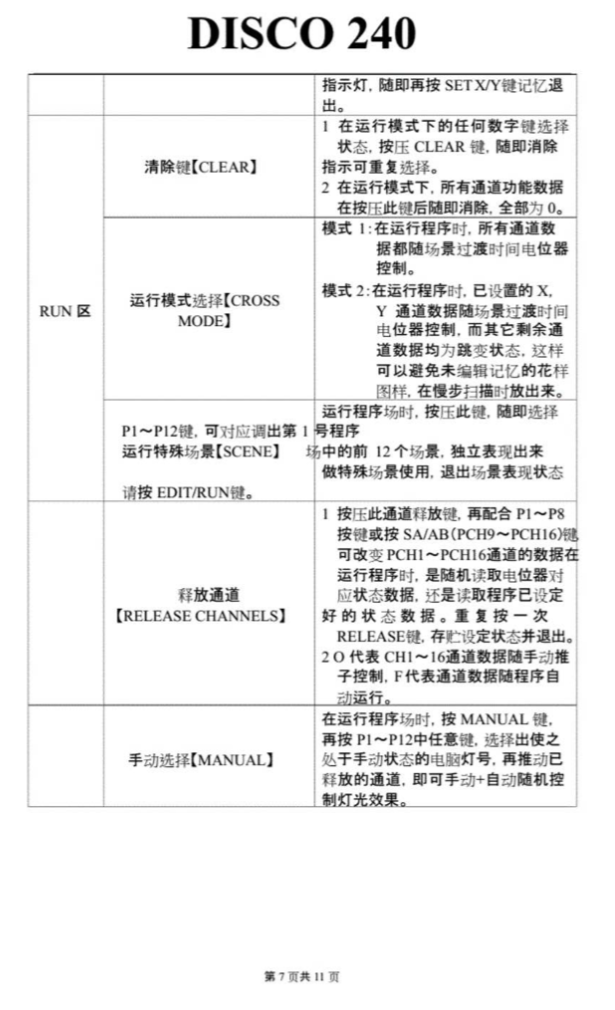 DISCO 240
指示灯, 随即再按 SETX/Y键记忆退
出。
RUN 区
清除键【CLEAR】
1 在运行模式下的任何数字键选择
状态, 按压 CLEAR 键, 随即消除
指示可重复选择。
2 在运行模式下, 所有通道功能数据
在按压此键后随即消除, 全部为 0。
运行模式选择【CROSS
MODE】
模式 1:在运行程序时, 所有通道数
据都随场景过渡时间电位器
控制。
模式 2:在运行程序时, 已设置的 X,
Y 通道数据随场景过渡时间
电位器控制, 而其它剩余通
道数据均为跳变状态, 这样
可以避免未编辑记忆的花样
图样, 在慢步扫描时放出来。
运行程序场时, 按压此键, 随即选择
P1～P12键, 可对应调出第 1 号程序
运行特殊场景【SCENE】 场中的前 12个场景, 独立表现出来
做特殊场景使用, 退出场景表现状态
请按 EDIT/RUN键。
释放通道
【RELEASE CHANNELS】
1 按压此通道释放键, 再配合 P1～P8
按键或按 SA/AB(PCH9～PCH16)键
可改变 PCH1～PCH16通道的数据在
运行程序时, 是随机读取电位器对
应状态数据, 还是读取程序已设定
好的状态数据。重复按一次
RELEASE键, 存贮设定状态并退出。
2 O 代表 CH1～16通道数据随手动推
子控制, F代表通道数据随程序自
动运行。
手动选择【MANUAL】
在运行程序场时, 按 MANUAL 键,
再按 P1～P12中任意键, 选择出使之
处于手动状态的电脑灯号, 再推动已
释放的通道, 即可手动+自动随机控
制灯光效果。
第 7 页共 11 页